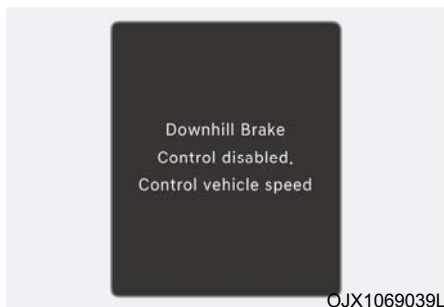 Downhill Brake
Control disabled.
Control vehicle speed
OJX1069039L